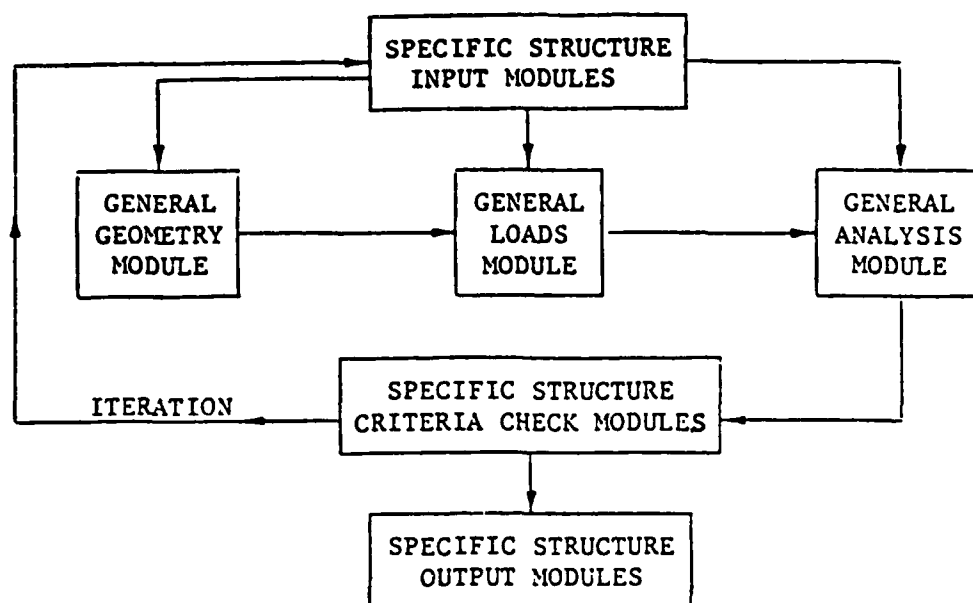 SPECIFIC STRUCTURE
INPUT MODULES
GENERAL
GEOMETRY
MODULE
GENERAL
LOADS
MODULE
GENERAL
ANALYSIS
MODULE
ITERATION
SPECIFIC STRUCTURE
CRITERIA CHECK MODULES
SPECIFIC STRUCTURE
OUTPUT MODULES